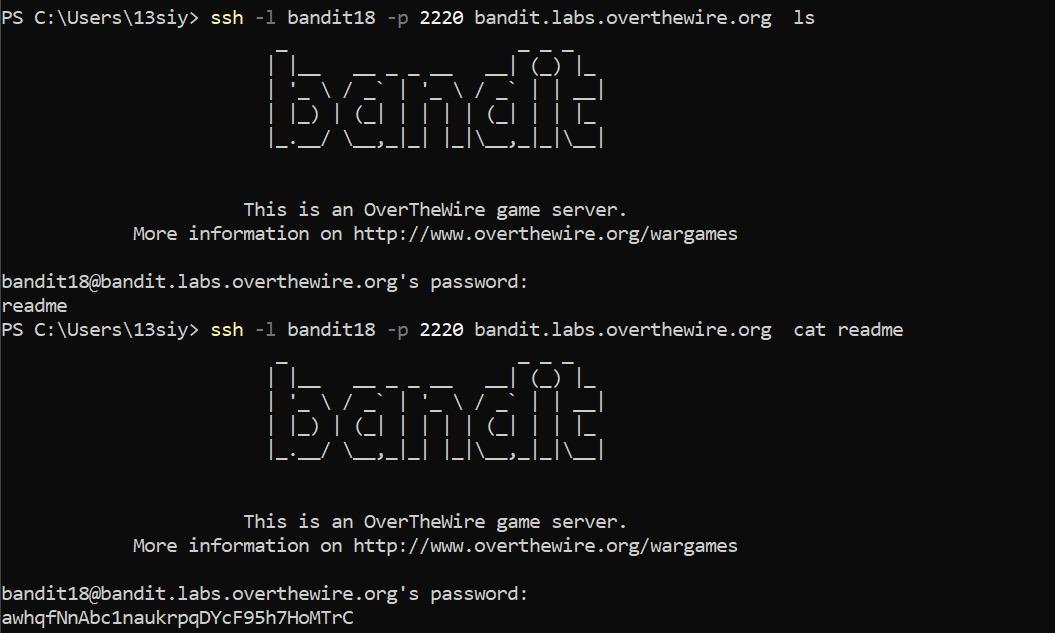 PS C:\Users\13siy> ssh -l bandit18 -p 2220 bandit.labs.overthewire.org  ls
bandit
This is an OverTheWire game server.
More information on http://www.overthewire.org/wargames
bandit18@bandit.labs.overthewire.org's password:
readme
PS C:\Users\13siy> ssh -l bandit18 -p 2220 bandit.labs.overthewire.org  cat readme
bandit
This is an OverTheWire game server.
More information on http://www.overthewire.org/wargames
bandit18@bandit.labs.overthewire.org's password:
awhqfNnAbc1naukrpqDYcF95h7HoMTrC